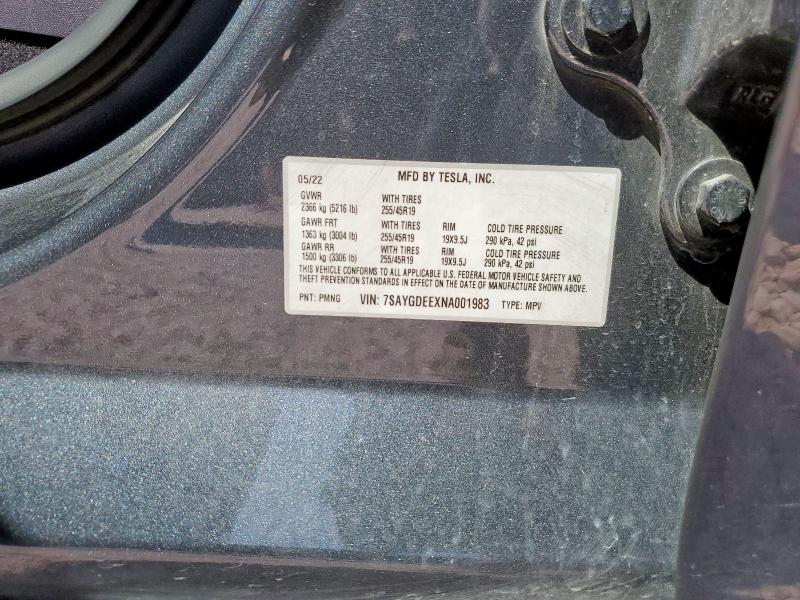 05/22 MFD BY TESLA, INC.
GVWR WITH TIRES
2366 kg (5216 lb) 255/45R19
GAWR FRT WITH TIRES RIM COLD TIRE PRESSURE
1363 kg (3004 lb) 255/45R19 19X9.5J 290 kPa, 42 psi
GAWR RR WITH TIRES RIM COLD TIRE PRESSURE
1500 kg (3306 lb) 255/45R19 19X9.5J 290 kPa, 42 psi
THIS VEHICLE CONFORMS TO ALL APPLICABLE U.S. FEDERAL MOTOR VEHICLE SAFETY AND
THEFT PREVENTION STANDARDS IN EFFECT ON THE DATE OF MANUFACTURE SHOWN ABOVE.
PNT: PMNG VIN: 7SAYGDEEXNA001983 TYPE: MPV